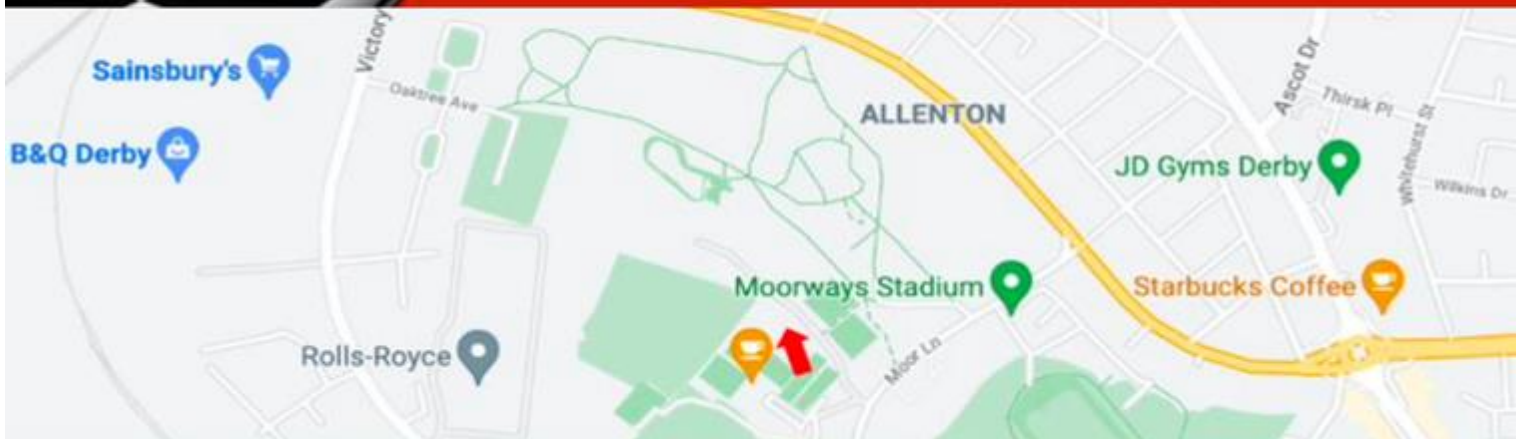 Victory
Sainsbury's
Oaktree Ave
B&Q Derby
ALLENTON
Ascot Dr
Thirsk Pl
Whitehurst St
JD Gyms Derby
Wilkins Dr
Moorways Stadium
Starbucks Coffee
Rolls-Royce
Moor Ln